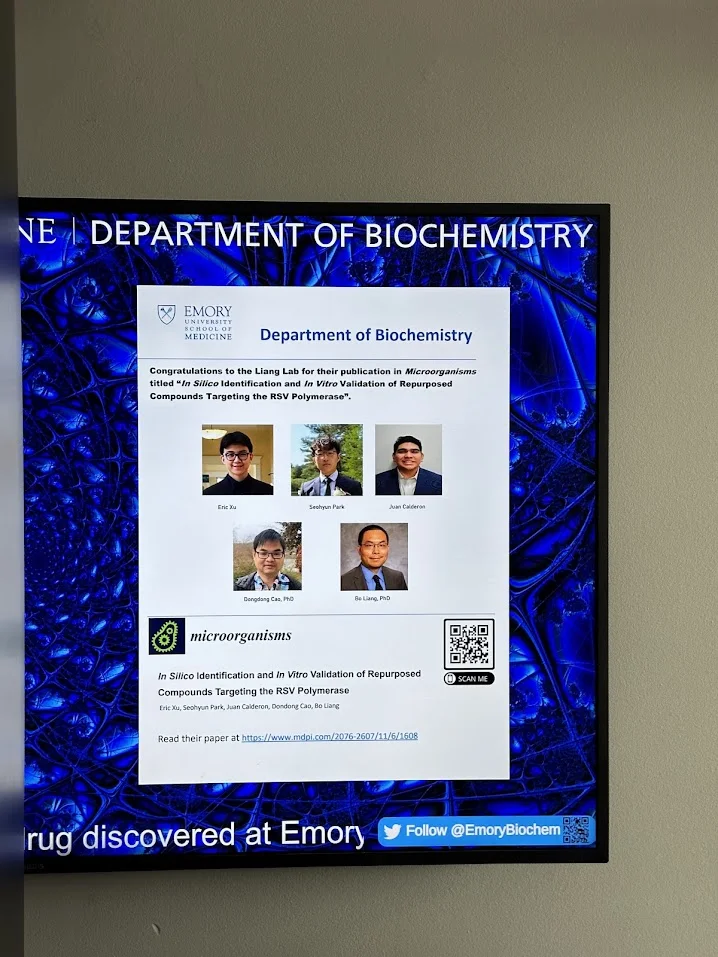 NE | DEPARTMENT OF BIOCHEMISTRY
EMORY
UNIVERSITY
SCHOOL OF
MEDICINE
Department of Biochemistry
Congratulations to the Liang Lab for their publication in Microorganisms
titled “In Silico Identification and In Vitro Validation of Repurposed
Compounds Targeting the RSV Polymerase”.
Eric Xu
Seohyun Park
Juan Calderon
Dongdong Cao, PhD
Bo Liang, PhD
microorganisms
SCAN ME
In Silico Identification and In Vitro Validation of Repurposed
Compounds Targeting the RSV Polymerase
Eric Xu, Seohyun Park, Juan Calderon, Dondong Cao, Bo Liang
Read their paper at https://www.mdpi.com/2076-2607/11/6/1608
rug discovered at Emory
Follow @EmoryBiochem